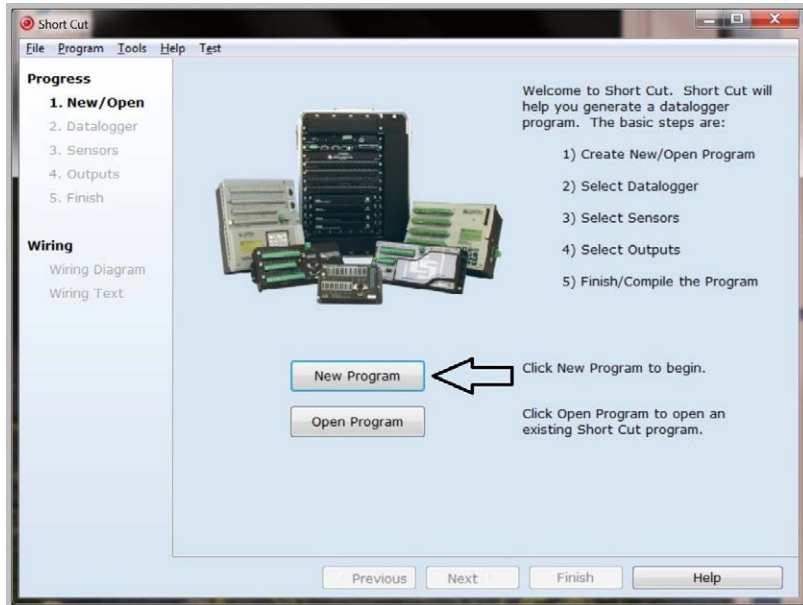 Short Cut
File Program Tools Help Test
Progress
1. New/Open
2. Datalogger
3. Sensors
4. Outputs
5. Finish
Wiring
Wiring Diagram
Wiring Text
Welcome to Short Cut. Short Cut will
help you generate a datalogger
program. The basic steps are:
1) Create New/Open Program
2) Select Datalogger
3) Select Sensors
4) Select Outputs
5) Finish/Compile the Program
New Program
Click New Program to begin.
Open Program
Click Open Program to open an
existing Short Cut program.
Previous
Next
Finish
Help